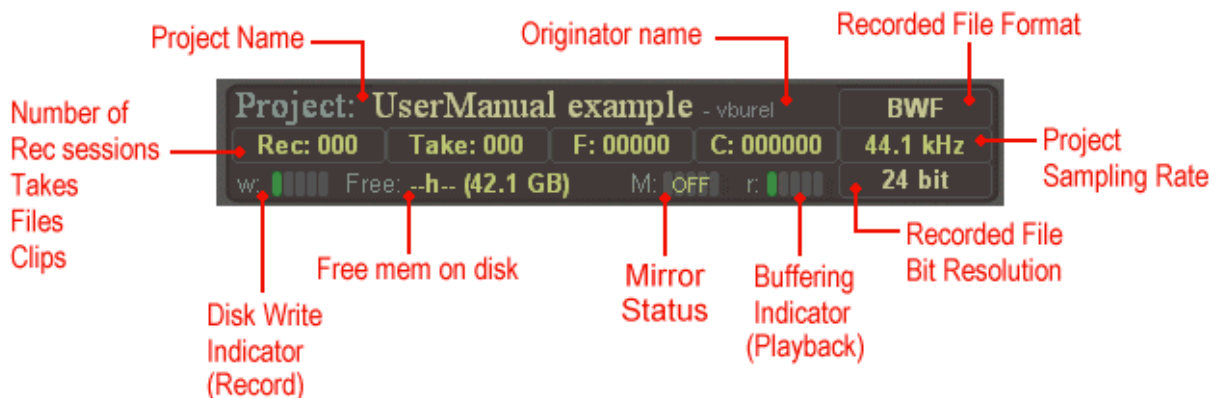 Project Name
Originator name
Recorded File Format
Number of
Rec sessions
Takes
Files
Clips
Project: UserManual example - vburel
BWF
Rec: 000 Take: 000 F: 00000 C: 000000
44.1 kHz
w: Free: --h-- (42.1 GB) M: OFF r:
24 bit
Project
Sampling Rate
Free mem on disk
Disk Write
Indicator
(Record)
Mirror
Status
Buffering
Indicator
(Playback)
Recorded File
Bit Resolution